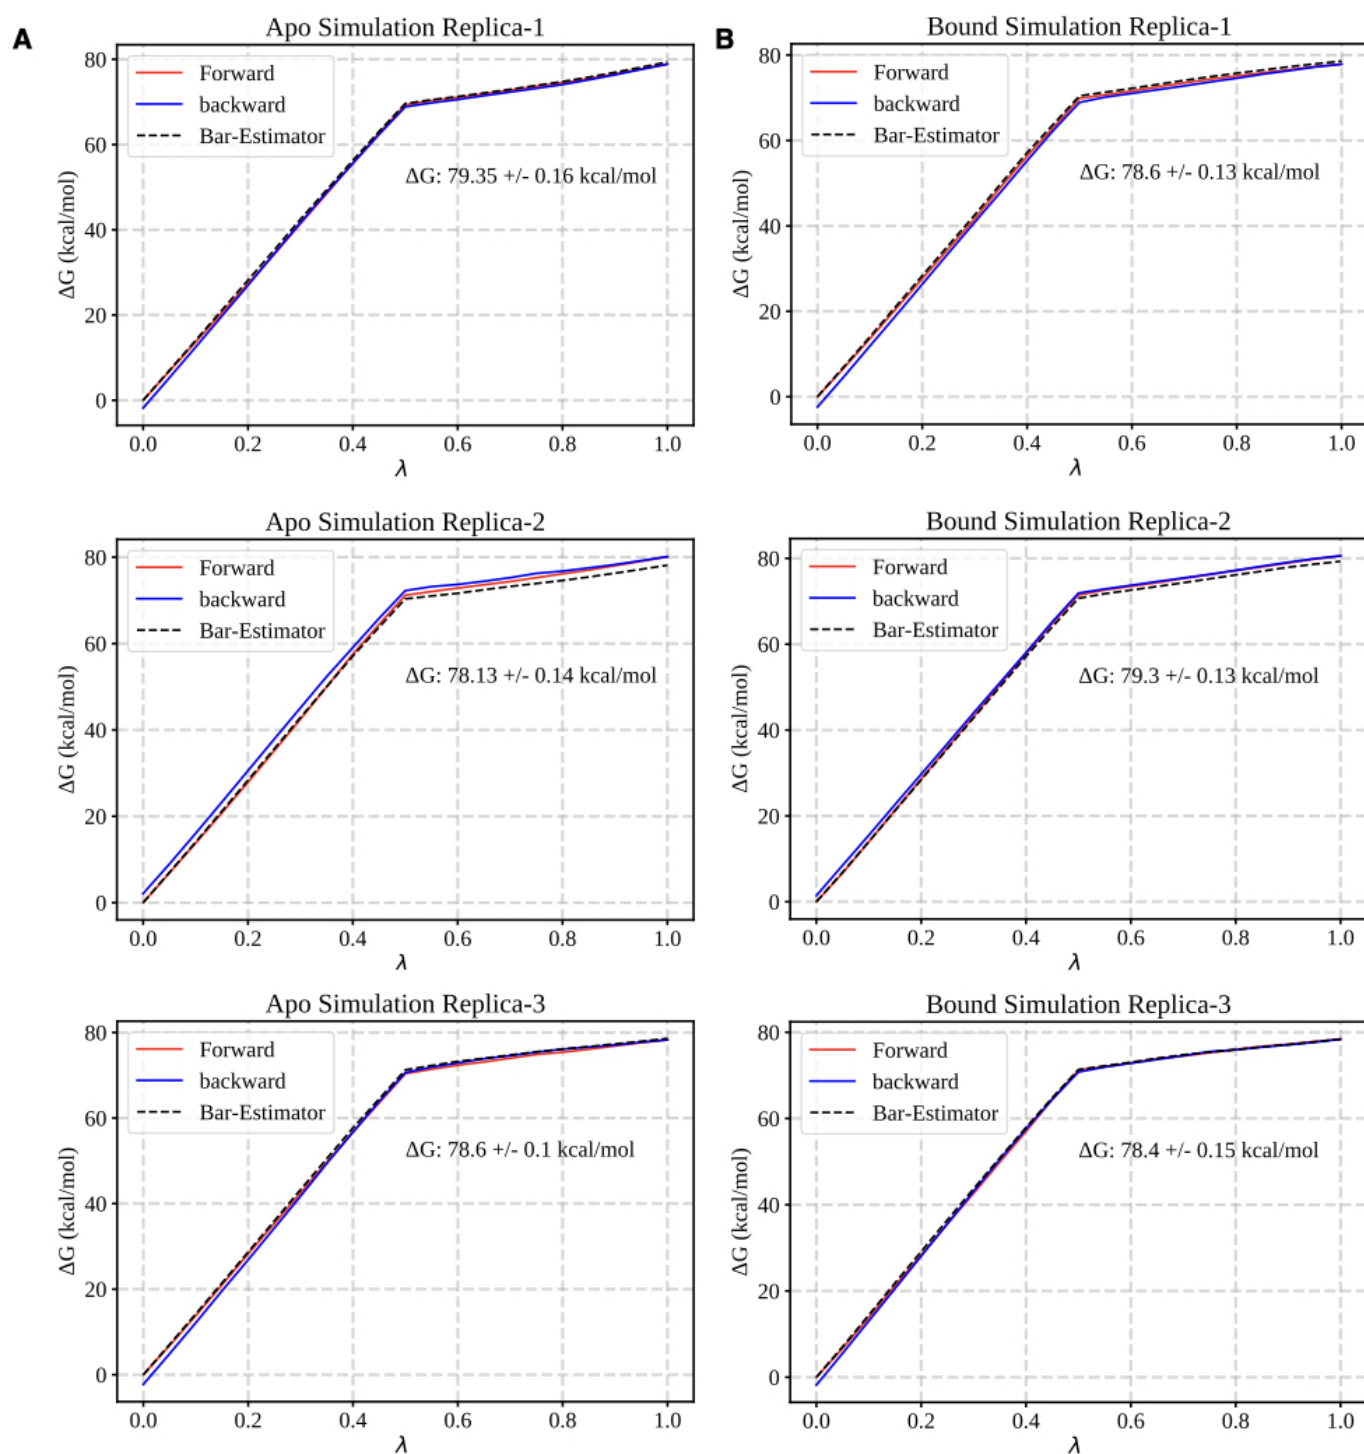 A
Apo Simulation Replica-1
80
60
40
20
0
ΔG (kcal/mol)
Forward
backward
Bar-Estimator
ΔG: 79.35 +/- 0.16 kcal/mol
0.0 0.2 0.4 0.6 0.8 1.0
λ
B
Bound Simulation Replica-1
80
60
40
20
0
ΔG (kcal/mol)
Forward
backward
Bar-Estimator
ΔG: 78.6 +/- 0.13 kcal/mol
0.0 0.2 0.4 0.6 0.8 1.0
λ
Apo Simulation Replica-2
80
60
40
20
0
ΔG (kcal/mol)
Forward
backward
Bar-Estimator
ΔG: 78.13 +/- 0.14 kcal/mol
0.0 0.2 0.4 0.6 0.8 1.0
λ
Bound Simulation Replica-2
80
60
40
20
0
ΔG (kcal/mol)
Forward
backward
Bar-Estimator
ΔG: 79.3 +/- 0.13 kcal/mol
0.0 0.2 0.4 0.6 0.8 1.0
λ
Apo Simulation Replica-3
80
60
40
20
0
ΔG (kcal/mol)
Forward
backward
Bar-Estimator
ΔG: 78.6 +/- 0.1 kcal/mol
0.0 0.2 0.4 0.6 0.8 1.0
λ
Bound Simulation Replica-3
80
60
40
20
0
ΔG (kcal/mol)
Forward
backward
Bar-Estimator
ΔG: 78.4 +/- 0.15 kcal/mol
0.0 0.2 0.4 0.6 0.8 1.0
λ